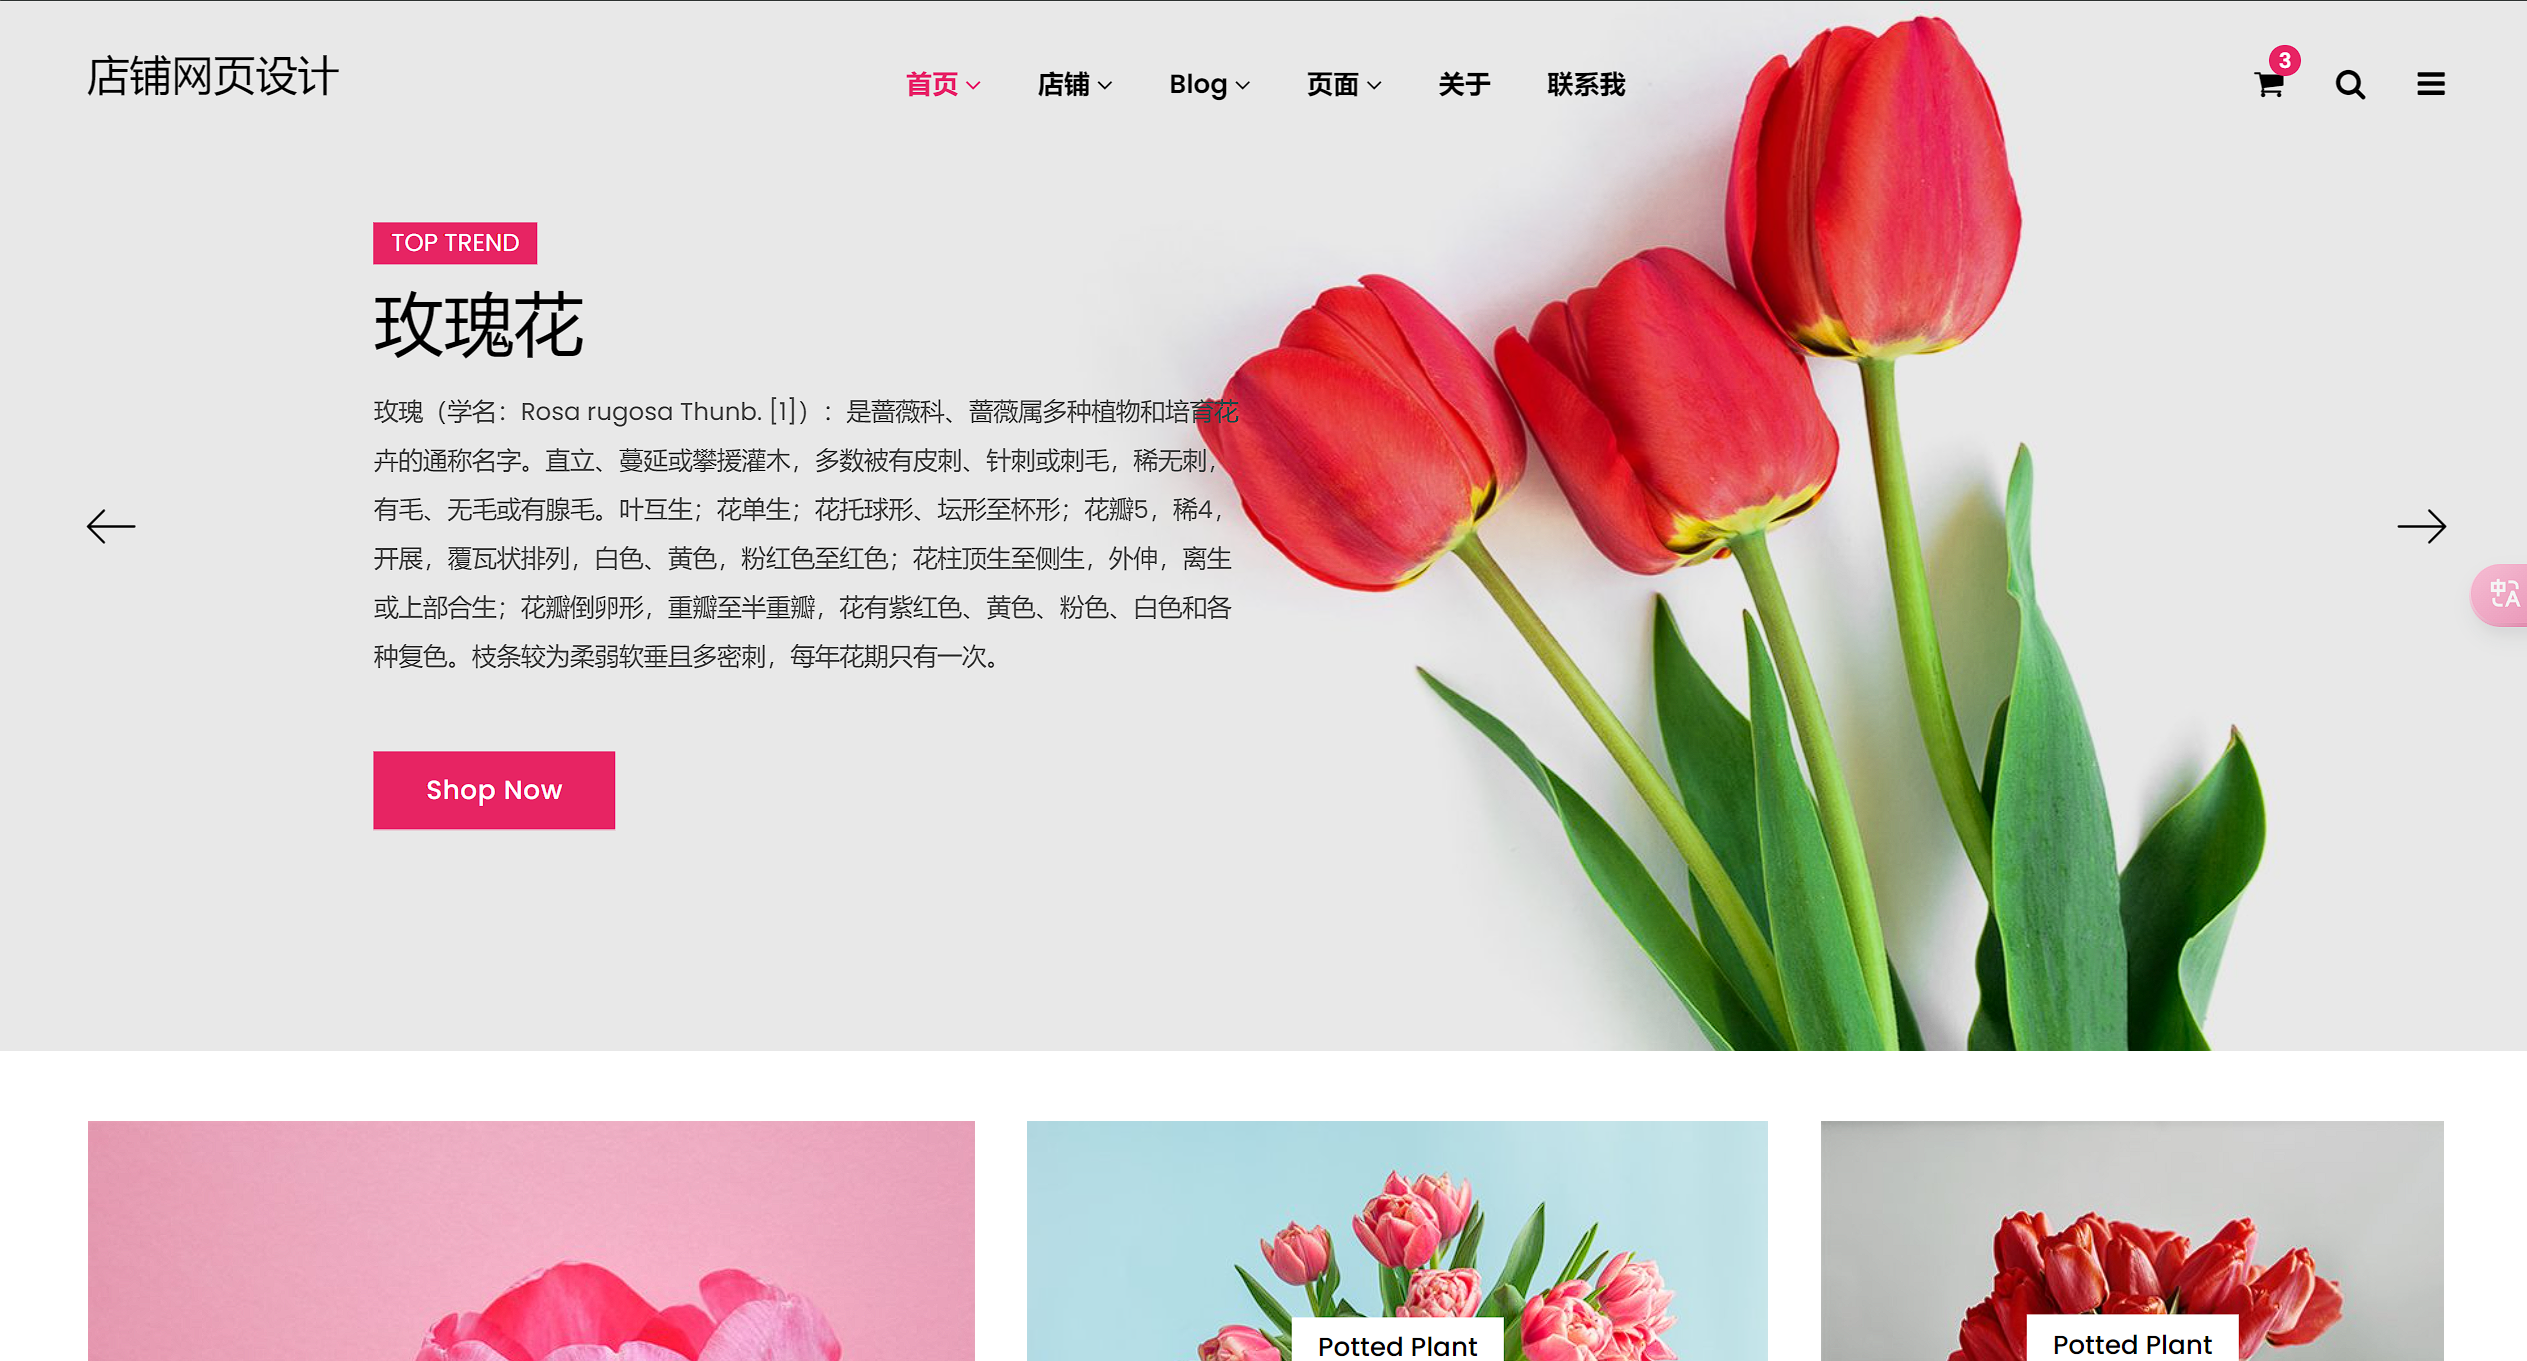 店铺网页设计
首页 店铺 Blog 页面 关于 联系我
3
TOP TREND
玫瑰花
玫瑰（学名：Rosa rugosa Thunb. [1]）：是蔷薇科、蔷薇属多种植物和培育花
卉的通称名字。直立、蔓延或攀援灌木，多数被有皮刺、针刺或刺毛，稀无刺，
有毛、无毛或有腺毛。叶互生；花单生；花托球形、坛形至杯形；花瓣5，稀4，
开展，覆瓦状排列，白色、黄色，粉红色至红色；花柱顶生至侧生，外伸，离生
或上部合生；花瓣倒卵形，重瓣至半重瓣，花有紫红色、黄色、粉色、白色和各
种复色。枝条较为柔弱软垂且多密刺，每年花期只有一次。
中A
Shop Now
Potted Plant
Potted Plant